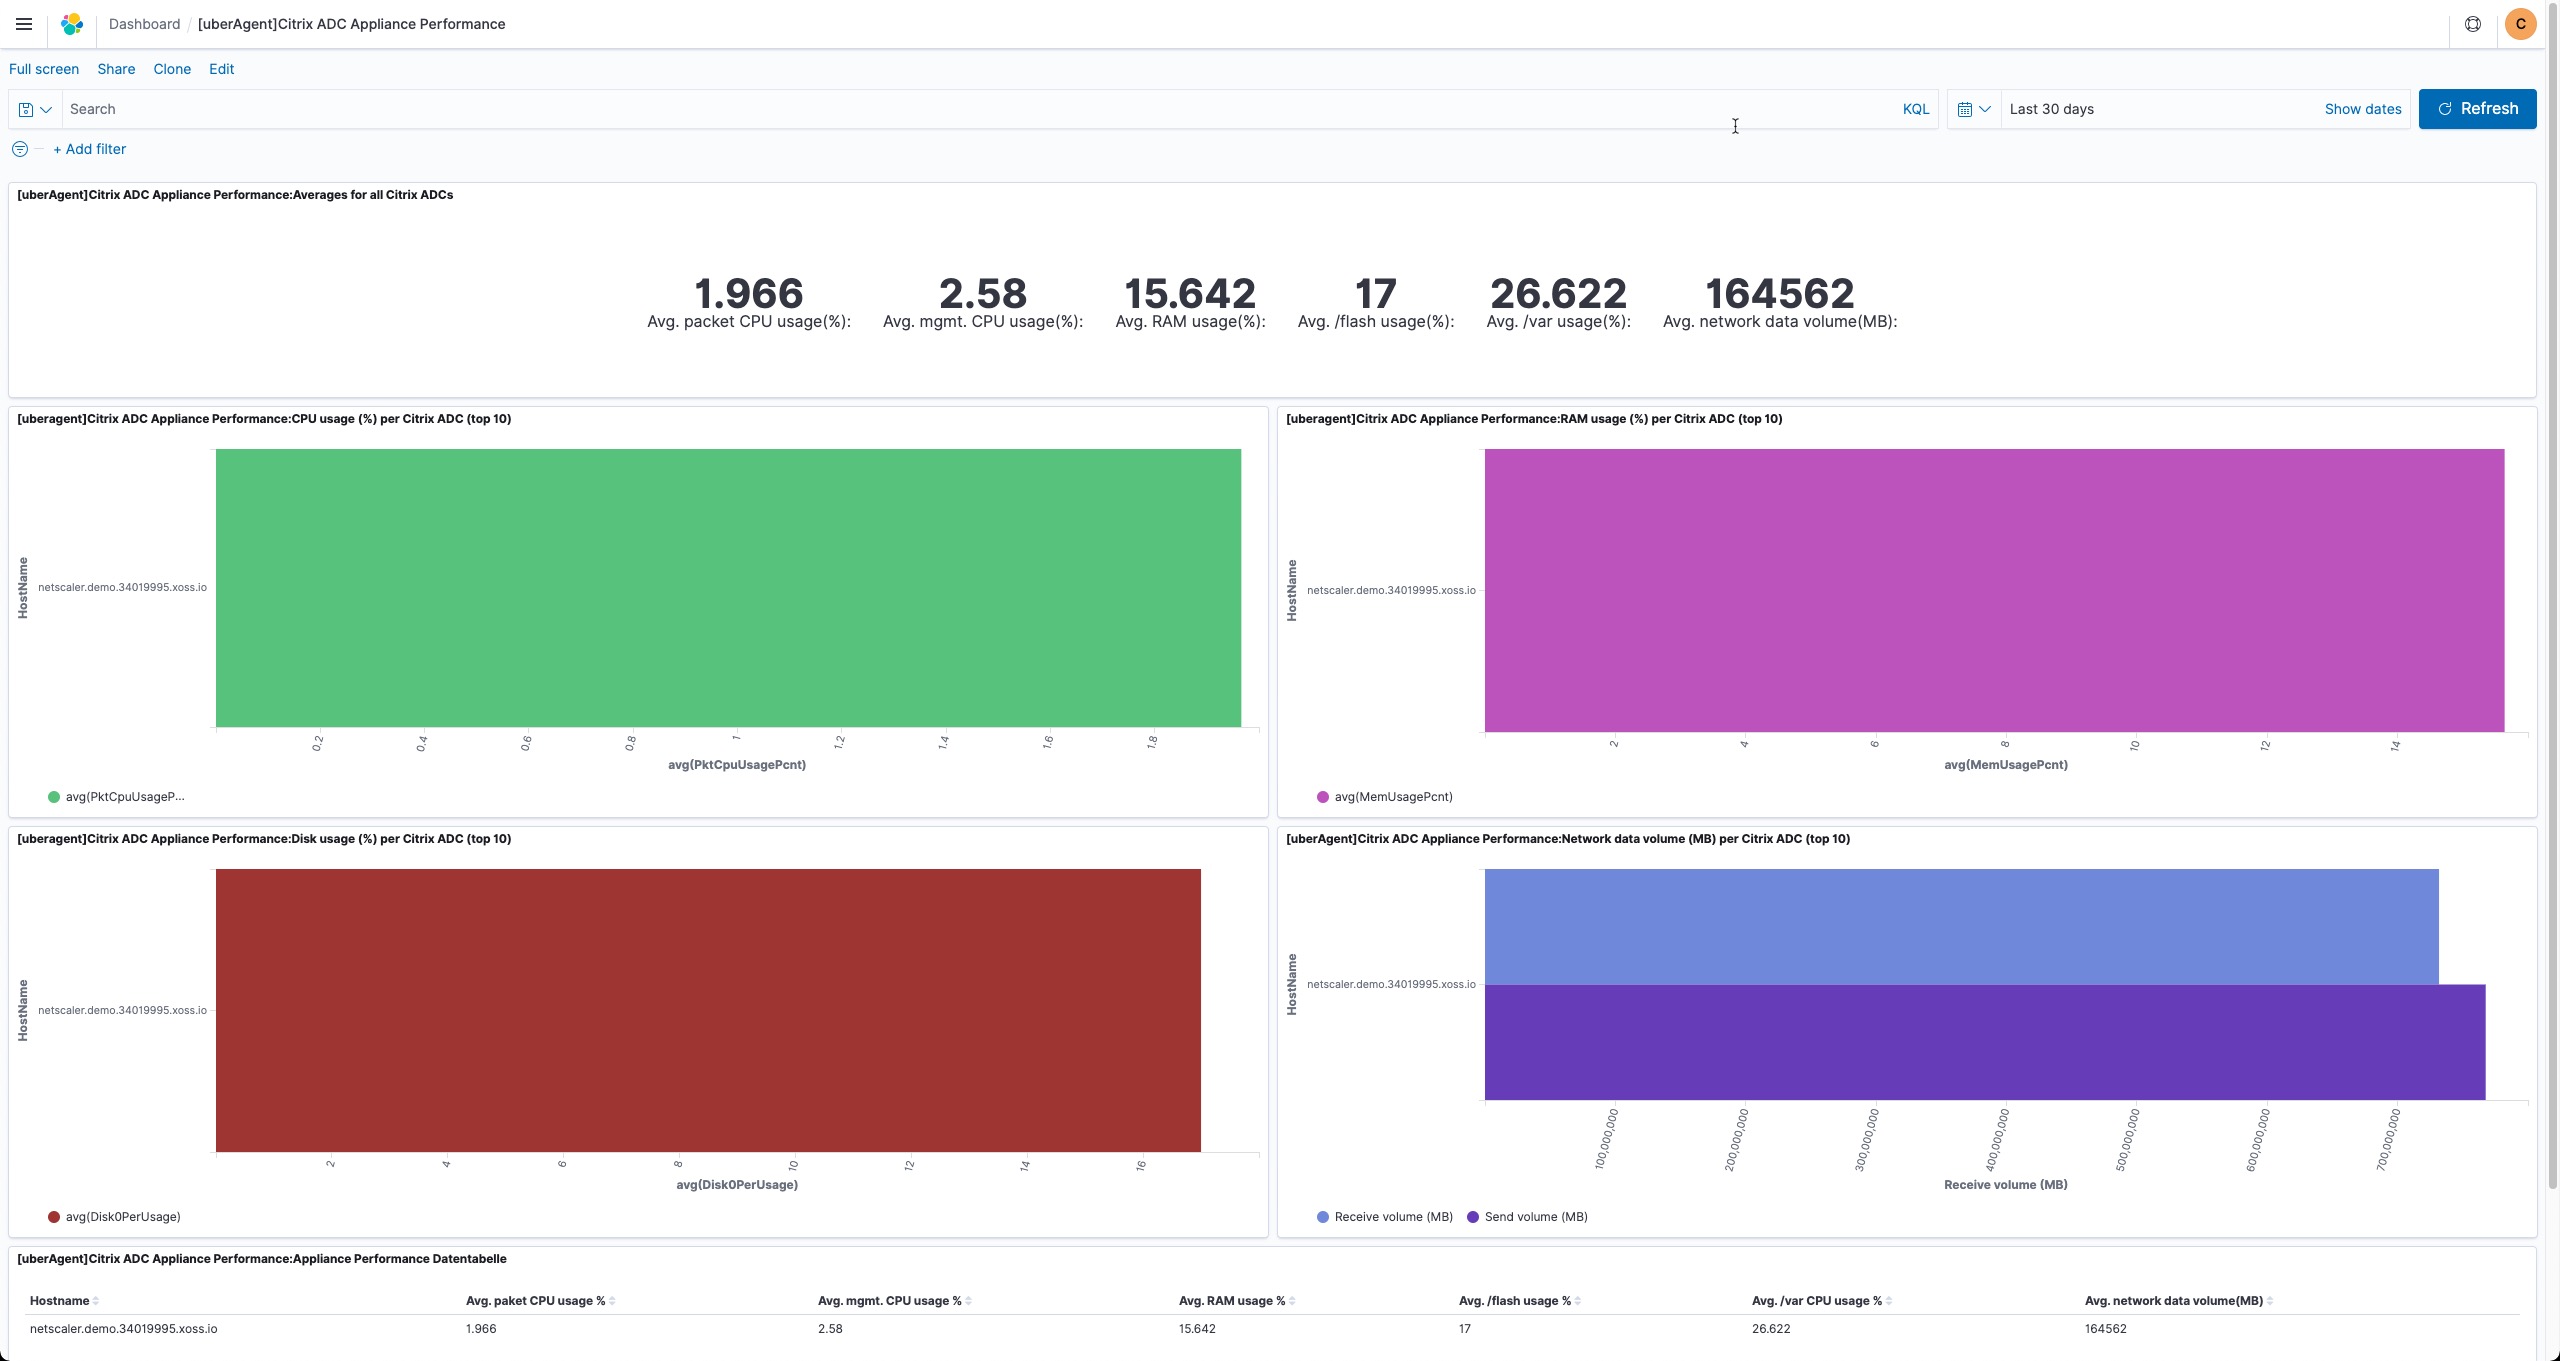 Dashboard / [uberAgent]Citrix ADC Appliance Performance
C
Full screen Share Clone Edit
Search KQL Last 30 days Show dates Refresh
+ Add filter
[uberAgent]Citrix ADC Appliance Performance:Averages for all Citrix ADCs
1.966 2.58 15.642 17 26.622 164562
Avg. packet CPU usage(%): Avg. mgmt. CPU usage(%): Avg. RAM usage(%): Avg. /flash usage(%): Avg. /var usage(%): Avg. network data volume(MB):
[uberagent]Citrix ADC Appliance Performance:CPU usage (%) per Citrix ADC (top 10)
HostName
netscaler.demo.34019995.xoss.io
0.2 0.4 0.6 0.8 1 1.2 1.4 1.6 1.8
avg(PktCpuUsagePcnt)
avg(PktCpuUsageP...
[uberagent]Citrix ADC Appliance Performance:RAM usage (%) per Citrix ADC (top 10)
HostName
netscaler.demo.34019995.xoss.io
2 4 6 8 10 12 14
avg(MemUsagePcnt)
avg(MemUsagePcnt)
[uberagent]Citrix ADC Appliance Performance:Disk usage (%) per Citrix ADC (top 10)
HostName
netscaler.demo.34019995.xoss.io
2 4 6 8 10 12 14 16
avg(Disk0PerUsage)
avg(Disk0PerUsage)
[uberAgent]Citrix ADC Appliance Performance:Network data volume (MB) per Citrix ADC (top 10)
HostName
netscaler.demo.34019995.xoss.io
100,000,000 200,000,000 300,000,000 400,000,000 500,000,000 600,000,000 700,000,000
Receive volume (MB)
Receive volume (MB) Send volume (MB)
[uberAgent]Citrix ADC Appliance Performance:Appliance Performance Datentabelle
Hostname Avg. paket CPU usage % Avg. mgmt. CPU usage % Avg. RAM usage % Avg. /flash usage % Avg. /var CPU usage % Avg. network data volume(MB)
netscaler.demo.34019995.xoss.io 1.966 2.58 15.642 17 26.622 164562